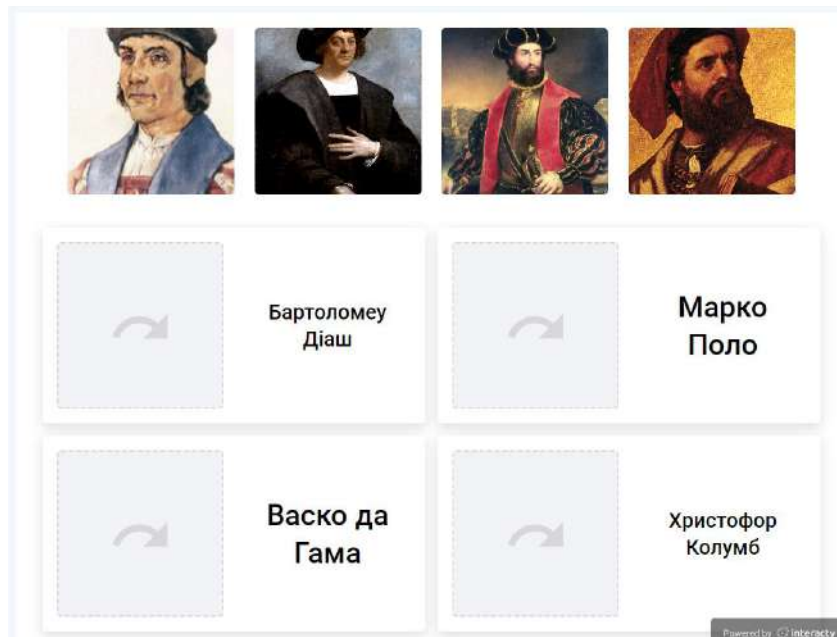 Бартоломеу
Діаш
Марко
Поло
Васко да
Гама
Христофор
Колумб
Powered by interacty